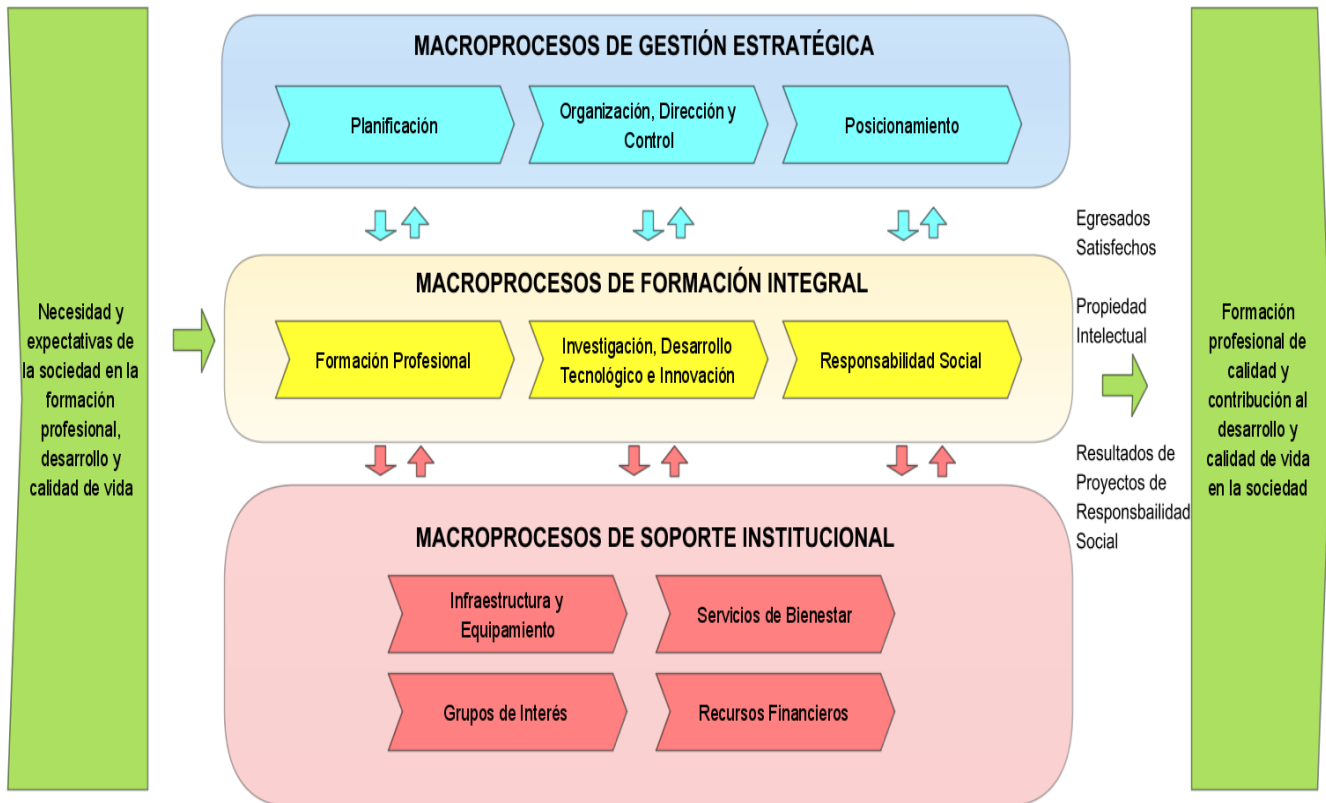 Necesidad y
expectativas de
la sociedad en la
formación
profesional,
desarrollo y
calidad de vida
MACROPROCESOS DE GESTIÓN ESTRATÉGICA
Planificación
Organización, Dirección y
Control
Posicionamiento
MACROPROCESOS DE FORMACIÓN INTEGRAL
Formación Profesional
Investigación, Desarrollo
Tecnológico e Innovación
Responsabilidad Social
MACROPROCESOS DE SOPORTE INSTITUCIONAL
Infraestructura y
Equipamiento
Servicios de Bienestar
Grupos de Interés
Recursos Financieros
Egresados
Satisfechos
Propiedad
Intelectual
Resultados de
Proyectos de
Responsbailidad
Social
Formación
profesional de
calidad y
contribución al
desarrollo y
calidad de vida
en la sociedad